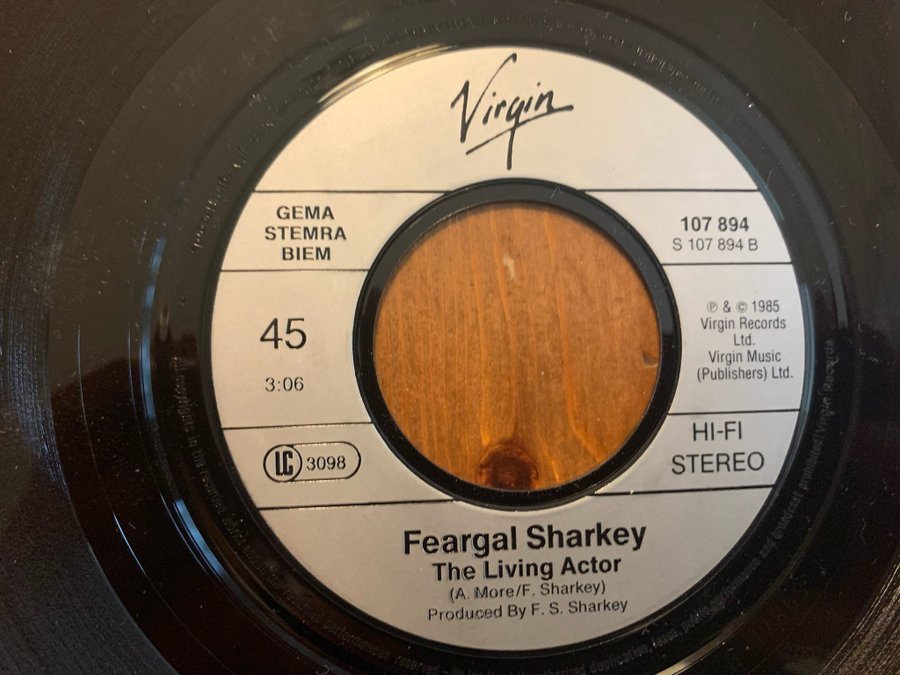 Virgin
GEMA
STEMRA
BIEM
107 894
S 107 894 B
45
3:06
℗ & © 1985
Virgin Records
Ltd.
Virgin Music
(Publishers) Ltd.
LC 3098
HI-FI
STEREO
Feargal Sharkey
The Living Actor
(A. More/F. Sharkey)
Produced By F. S. Sharkey